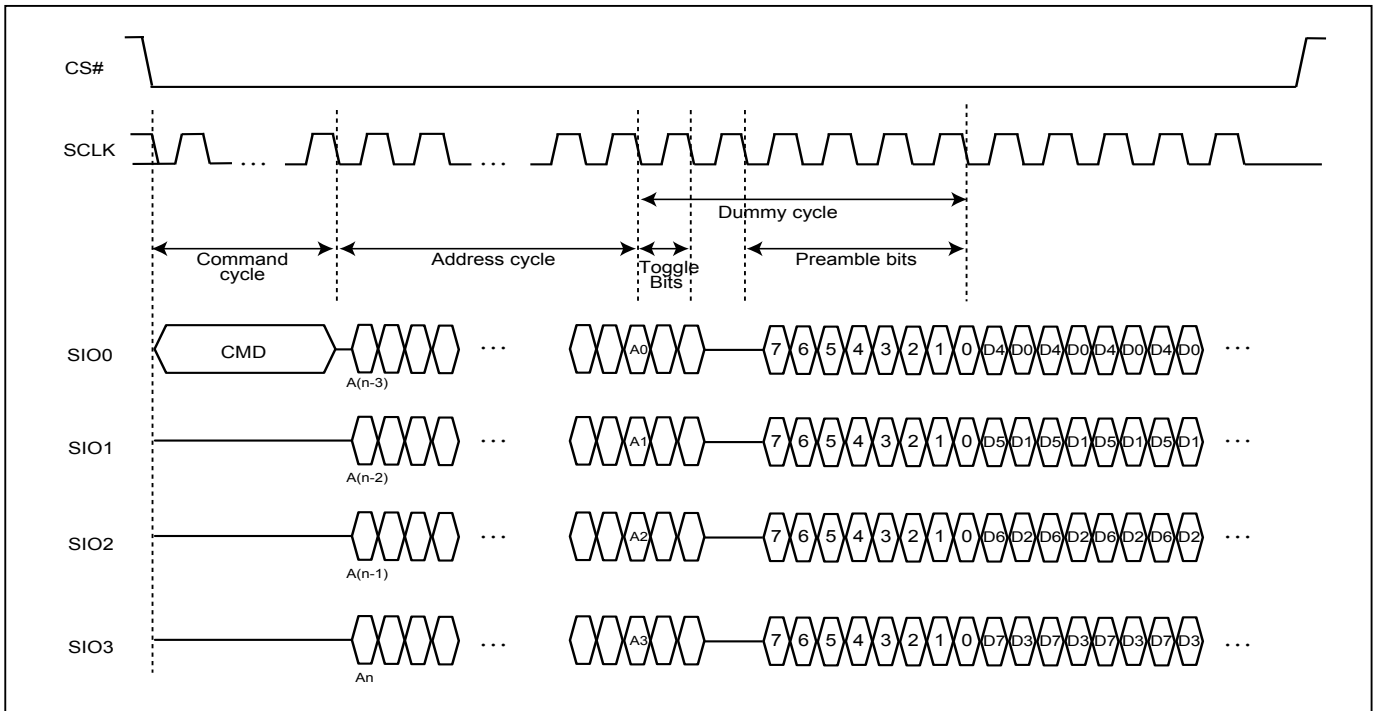 CS#
SCLK
...
...
Dummy cycle
Command cycle
Address cycle
Toggle Bits
Preamble bits
SIO0
CMD
A(n-3)
...
A0
7 6 5 4 3 2 1 0 D4 D0 D4 D0 D4 D0 D4 D0
...
SIO1
A(n-2)
...
A1
7 6 5 4 3 2 1 0 D5 D1 D5 D1 D5 D1 D5 D1
...
SIO2
A(n-1)
...
A2
7 6 5 4 3 2 1 0 D6 D2 D6 D2 D6 D2 D6 D2
...
SIO3
An
...
A3
7 6 5 4 3 2 1 0 D7 D3 D7 D3 D7 D3 D7 D3
...